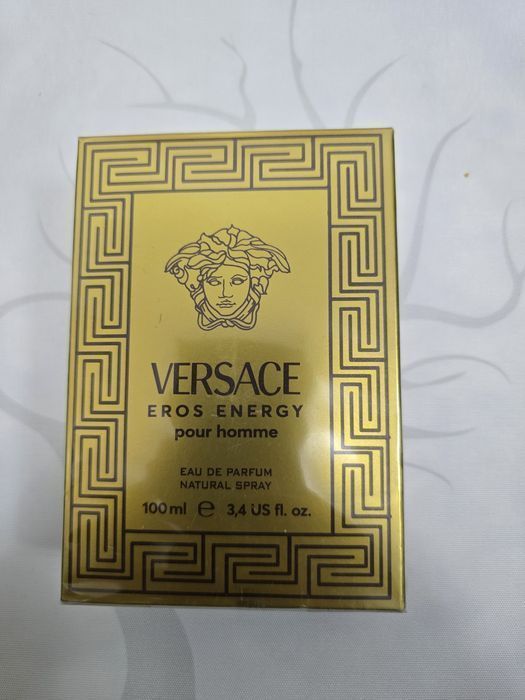 VERSACE
EROS ENERGY
pour homme
EAU DE PARFUM
NATURAL SPRAY
100 ml ℮ 3,4 US fl. oz.